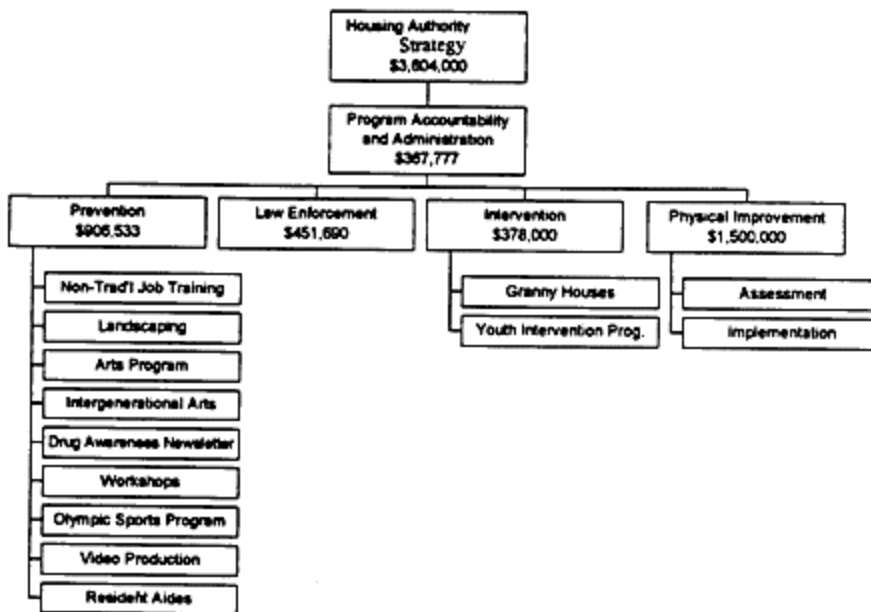 Housing Authority
Strategy
$3,604,000
Program Accountability
and Administration
$367,777
Prevention
$906,533
Law Enforcement
$451,690
Intervention
$378,000
Physical Improvement
$1,500,000
Non-Trad'l Job Training
Landscaping
Arts Program
Intergenerational Arts
Drug Awareness Newsletter
Workshops
Olympic Sports Program
Video Production
Resident Aides
Granny Houses
Youth Intervention Prog.
Assessment
Implementation